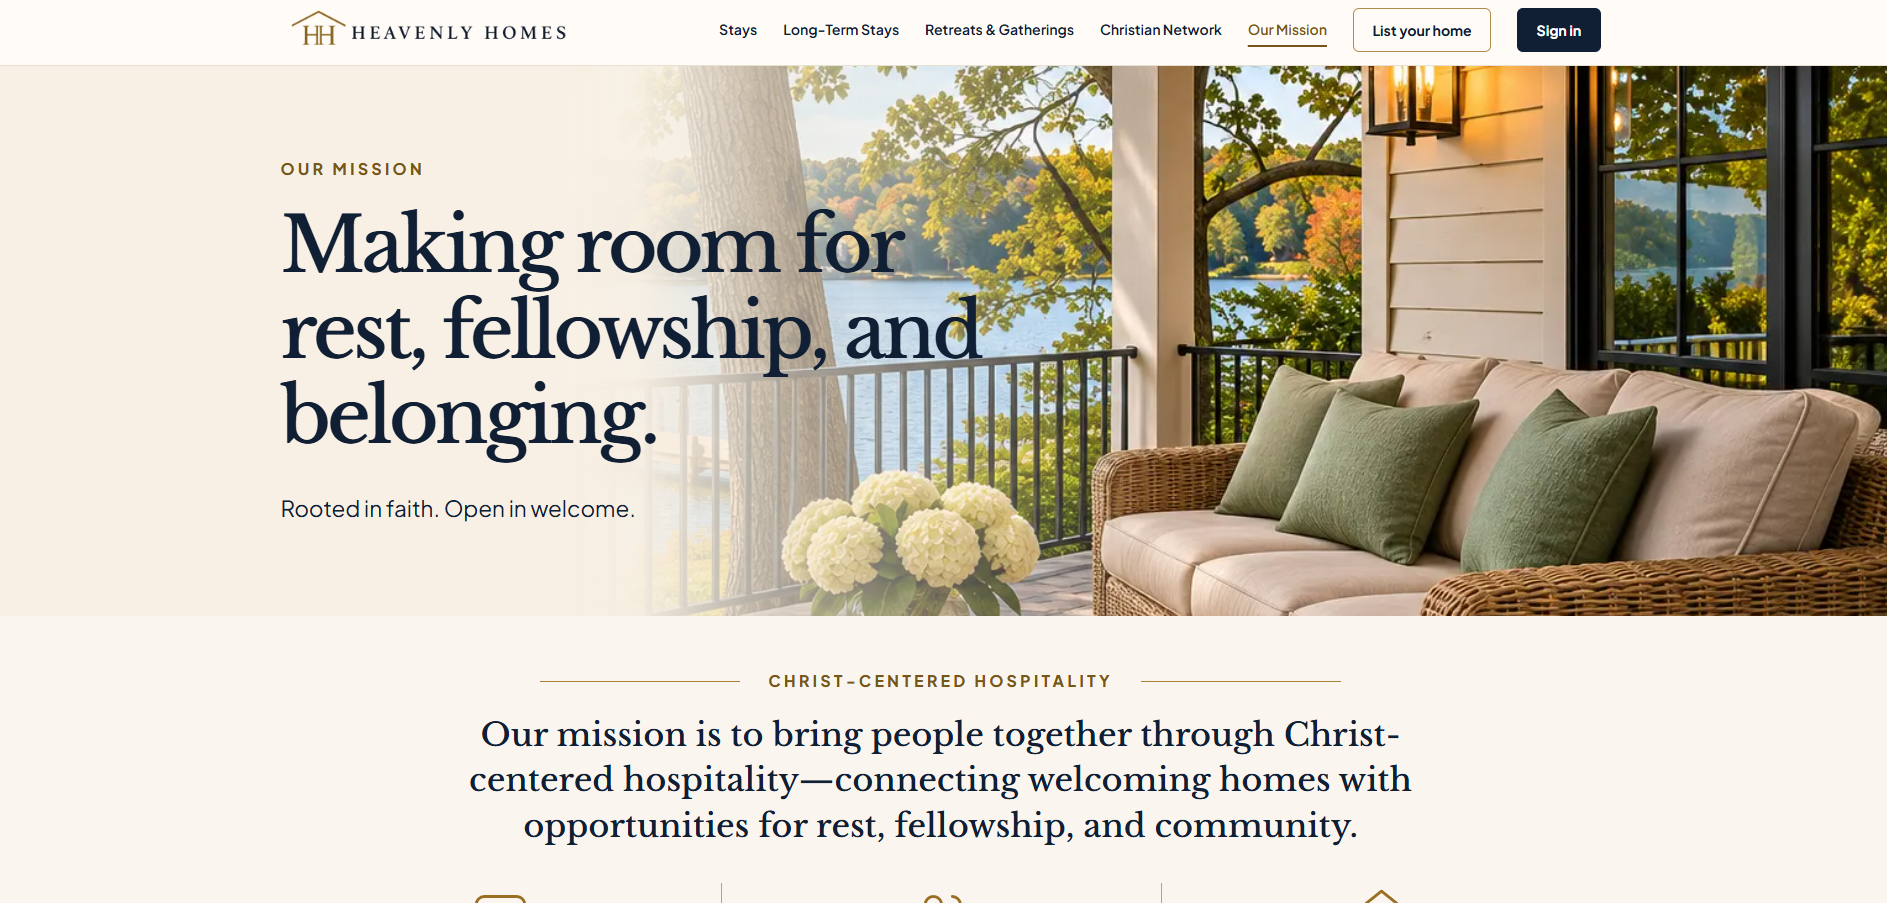 HH HEAVENLY HOMES
Stays Long-Term Stays Retreats & Gatherings Christian Network Our Mission List your home Sign in
OUR MISSION
Making room for
rest, fellowship, and
belonging.
Rooted in faith. Open in welcome.
CHRIST-CENTERED HOSPITALITY
Our mission is to bring people together through Christ-
centered hospitality—connecting welcoming homes with
opportunities for rest, fellowship, and community.